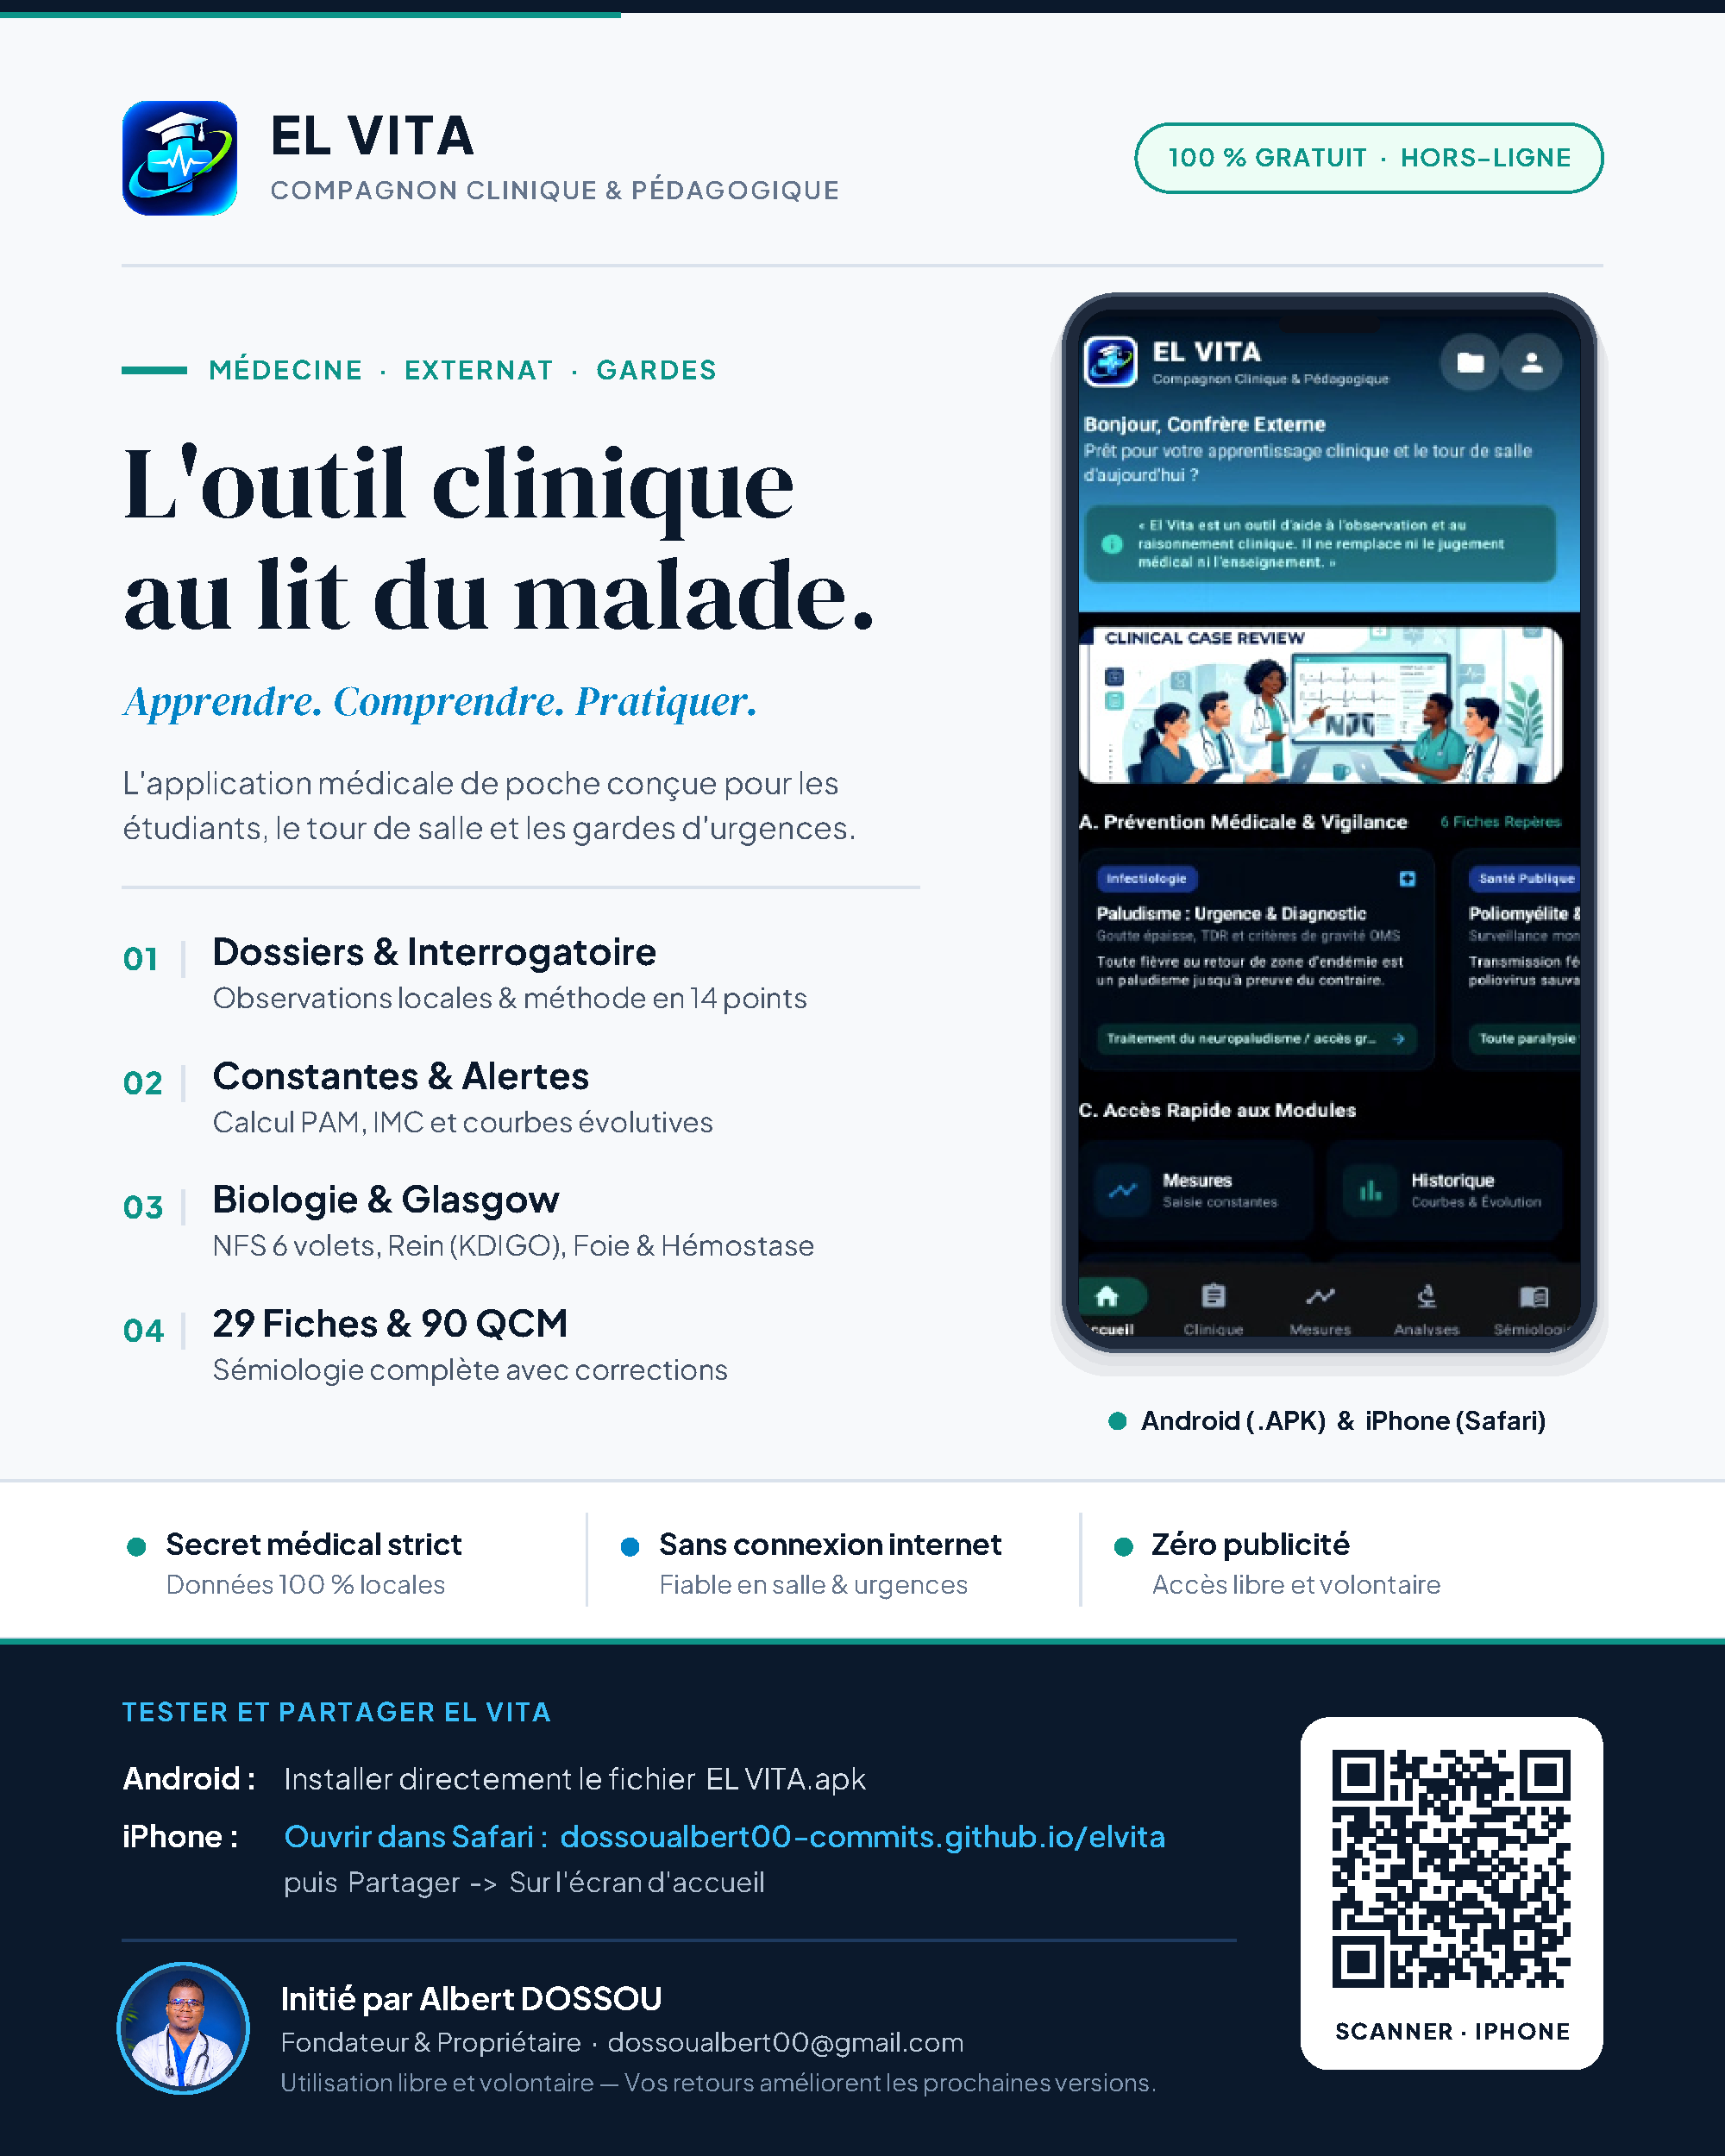 EL VITA
COMPAGNON CLINIQUE & PÉDAGOGIQUE
100 % GRATUIT · HORS-LIGNE
MÉDECINE · EXTERNAT · GARDES
L'outil clinique
au lit du malade.
Apprendre. Comprendre. Pratiquer.
L'application médicale de poche conçue pour les
étudiants, le tour de salle et les gardes d'urgences.
01 Dossiers & Interrogatoire
Observations locales & méthode en 14 points
02 Constantes & Alertes
Calcul PAM, IMC et courbes évolutives
03 Biologie & Glasgow
NFS 6 volets, Rein (KDIGO), Foie & Hémostase
04 29 Fiches & 90 QCM
Sémiologie complète avec corrections
EL VITA
Compagnon Clinique & Pédagogique
Bonjour, Confrère Externe
Prêt pour votre apprentissage clinique et le tour de salle
d'aujourd'hui ?
« El Vita est un outil d'aide à l'observation et au
raisonnement clinique. Il ne remplace ni le jugement
médical ni l'enseignement. »
CLINICAL CASE REVIEW
A. Prévention Médicale & Vigilance 6 Fiches Repères
Infectiologie
Paludisme : Urgence & Diagnostic
Goutte épaisse, TDR et critères de gravité OMS
Toute fièvre au retour de zone d'endémie est
un paludisme jusqu'à preuve du contraire.
Traitement du neuropaludisme / accès gr...
Santé Publique
Poliomyélite &
Surveillance mon
Transmission fé
poliovirus sauva
Toute paralysie
C. Accès Rapide aux Modules
Mesures
Saisie constantes
Historique
Courbes & Évolution
ccueil Clinique Mesures Analyses Sémiologi
Android (.APK) & iPhone (Safari)
Secret médical strict
Données 100 % locales
Sans connexion internet
Fiable en salle & urgences
Zéro publicité
Accès libre et volontaire
TESTER ET PARTAGER EL VITA
Android : Installer directement le fichier EL VITA.apk
iPhone : Ouvrir dans Safari : dossoualbert00-commits.github.io/elvita
puis Partager -> Sur l'écran d'accueil
SCANNER · IPHONE
Initié par Albert DOSSOU
Fondateur & Propriétaire · dossoualbert00@gmail.com
Utilisation libre et volontaire — Vos retours améliorent les prochaines versions.